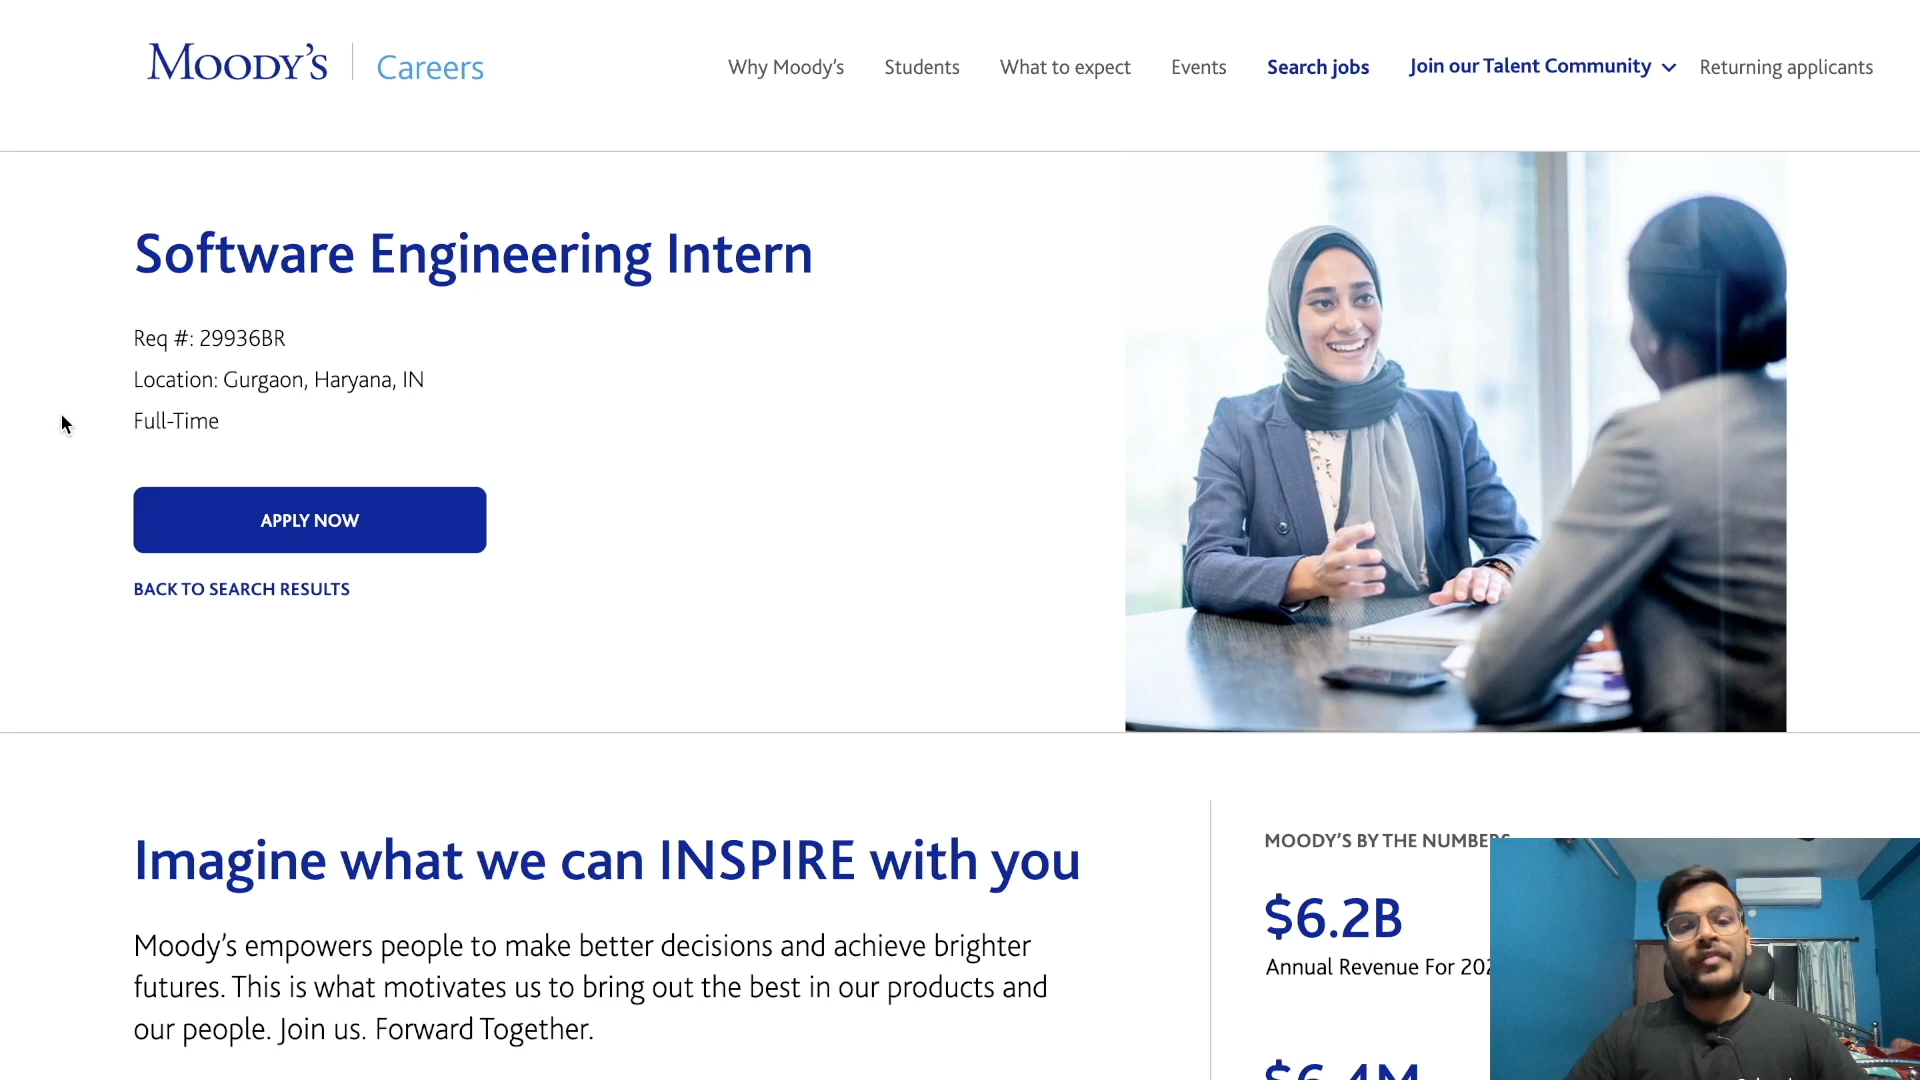 MOODY'S | Careers
Why Moody's
Students
What to expect
Events
Search jobs
Join our Talent Community
Returning applicants
Software Engineering Intern
Req #: 29936BR
Location: Gurgaon, Haryana, IN
Full-Time
APPLY NOW
BACK TO SEARCH RESULTS
Imagine what we can INSPIRE with you
Moody's empowers people to make better decisions and achieve brighter
futures. This is what motivates us to bring out the best in our products and
our people. Join us. Forward Together.
MOODY'S BY THE NUMBERS
$6.2B
Annual Revenue For
$6.4M